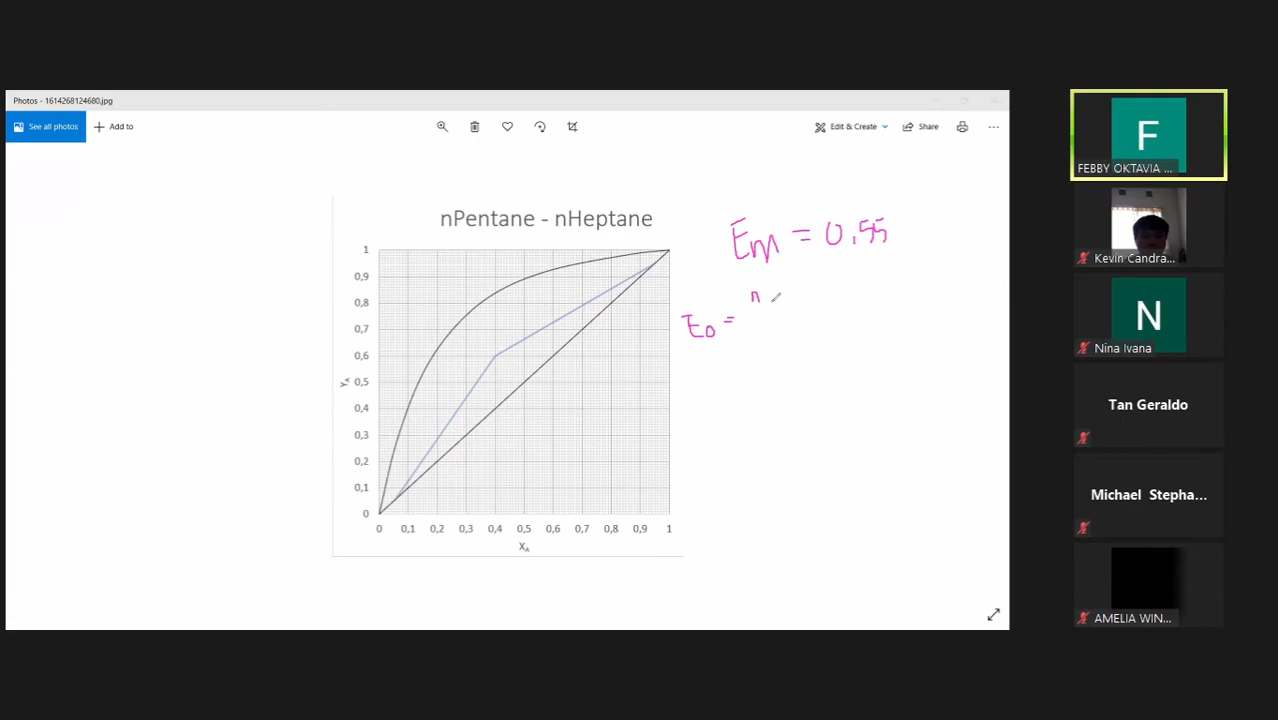 Photos - 1614268124680.jpg
See all photos
Add to
Edit & Create
Share
nPentane - nHeptane
1
0,9
0,8
0,7
0,6
0,5
0,4
0,3
0,2
0,1
0
YA
0 0,1 0,2 0,3 0,4 0,5 0,6 0,7 0,8 0,9 1
XA
Em = 0,55
n
Eo =
F
FEBBY OKTAVIA ...
Kevin Candra...
N
Nina Ivana
Tan Geraldo
Michael Stepha...
AMELIA WIN...